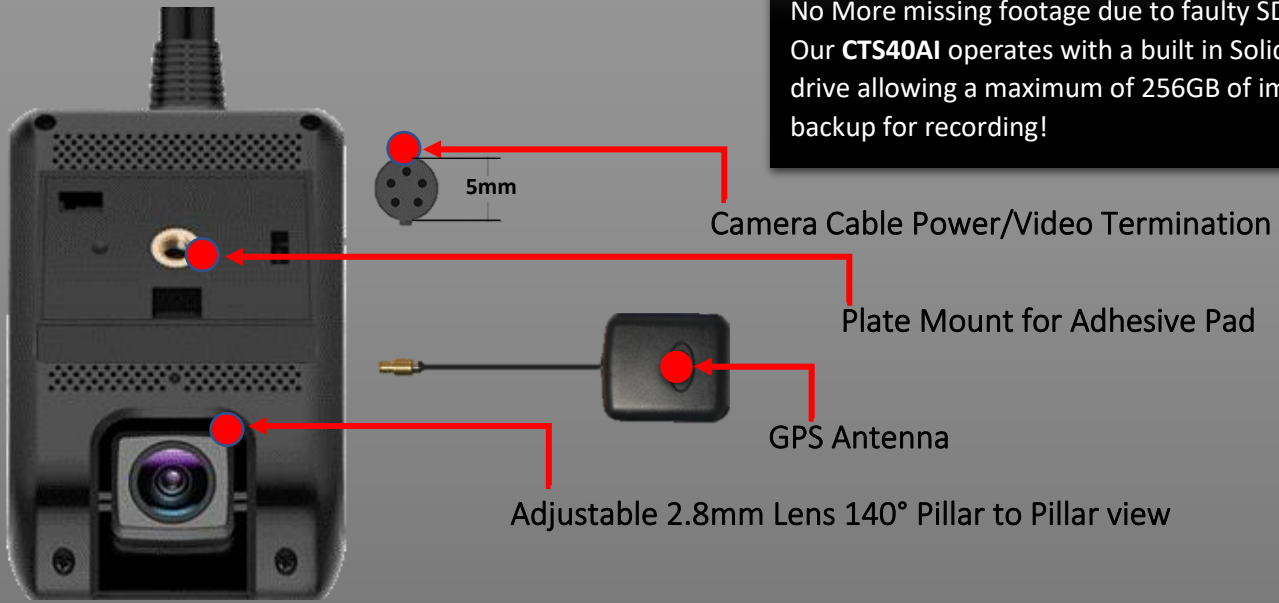 No More missing footage due to faulty SD
Our CTS40AI operates with a built in Solid
drive allowing a maximum of 256GB of im
backup for recording!
5mm
Camera Cable Power/Video Termination
Plate Mount for Adhesive Pad
GPS Antenna
Adjustable 2.8mm Lens 140° Pillar to Pillar view